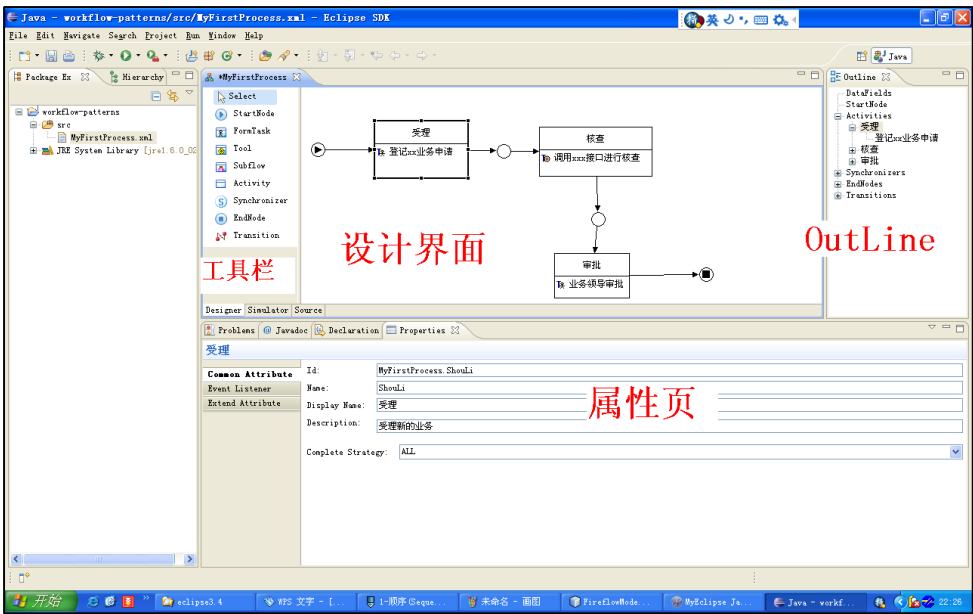 Java - workflow-patterns/src/MyFirstProcess.xml - Eclipse SDK
英
File Edit Navigate Search Project Run Window Help
Java
Package Ex
Hierarchy
*MyFirstProcess
Outline
workflow-patterns
src
MyFirstProcess.xml
JRE System Library [jre1.6.0_02
Select
StartNode
FormTask
Tool
Subflow
Activity
Synchronizer
EndNode
Transition
工具栏
受理
登记xx业务申请
核查
调用xxx接口进行核查
审批
业务领导审批
设计界面
DataFields
StartNode
Activities
受理
登记xx业务申请
核查
审批
Synchronizers
EndNodes
Transitions
OutLine
Designer Simulator Source
Problems @ Javadoc Declaration Properties
受理
Common Attribute
Event Listener
Extend Attribute
Id: MyFirstProcess.ShouLi
Name: ShouLi
Display Name: 受理
Description: 受理新的业务
Complete Strategy: ALL
属性页
开始
eclipse3.4
WPS 文字 - [...
1-顺序(Seque...
未命名 - 画图
FireflowMode...
MyEclipse Ja...
Java - workf...
22:26